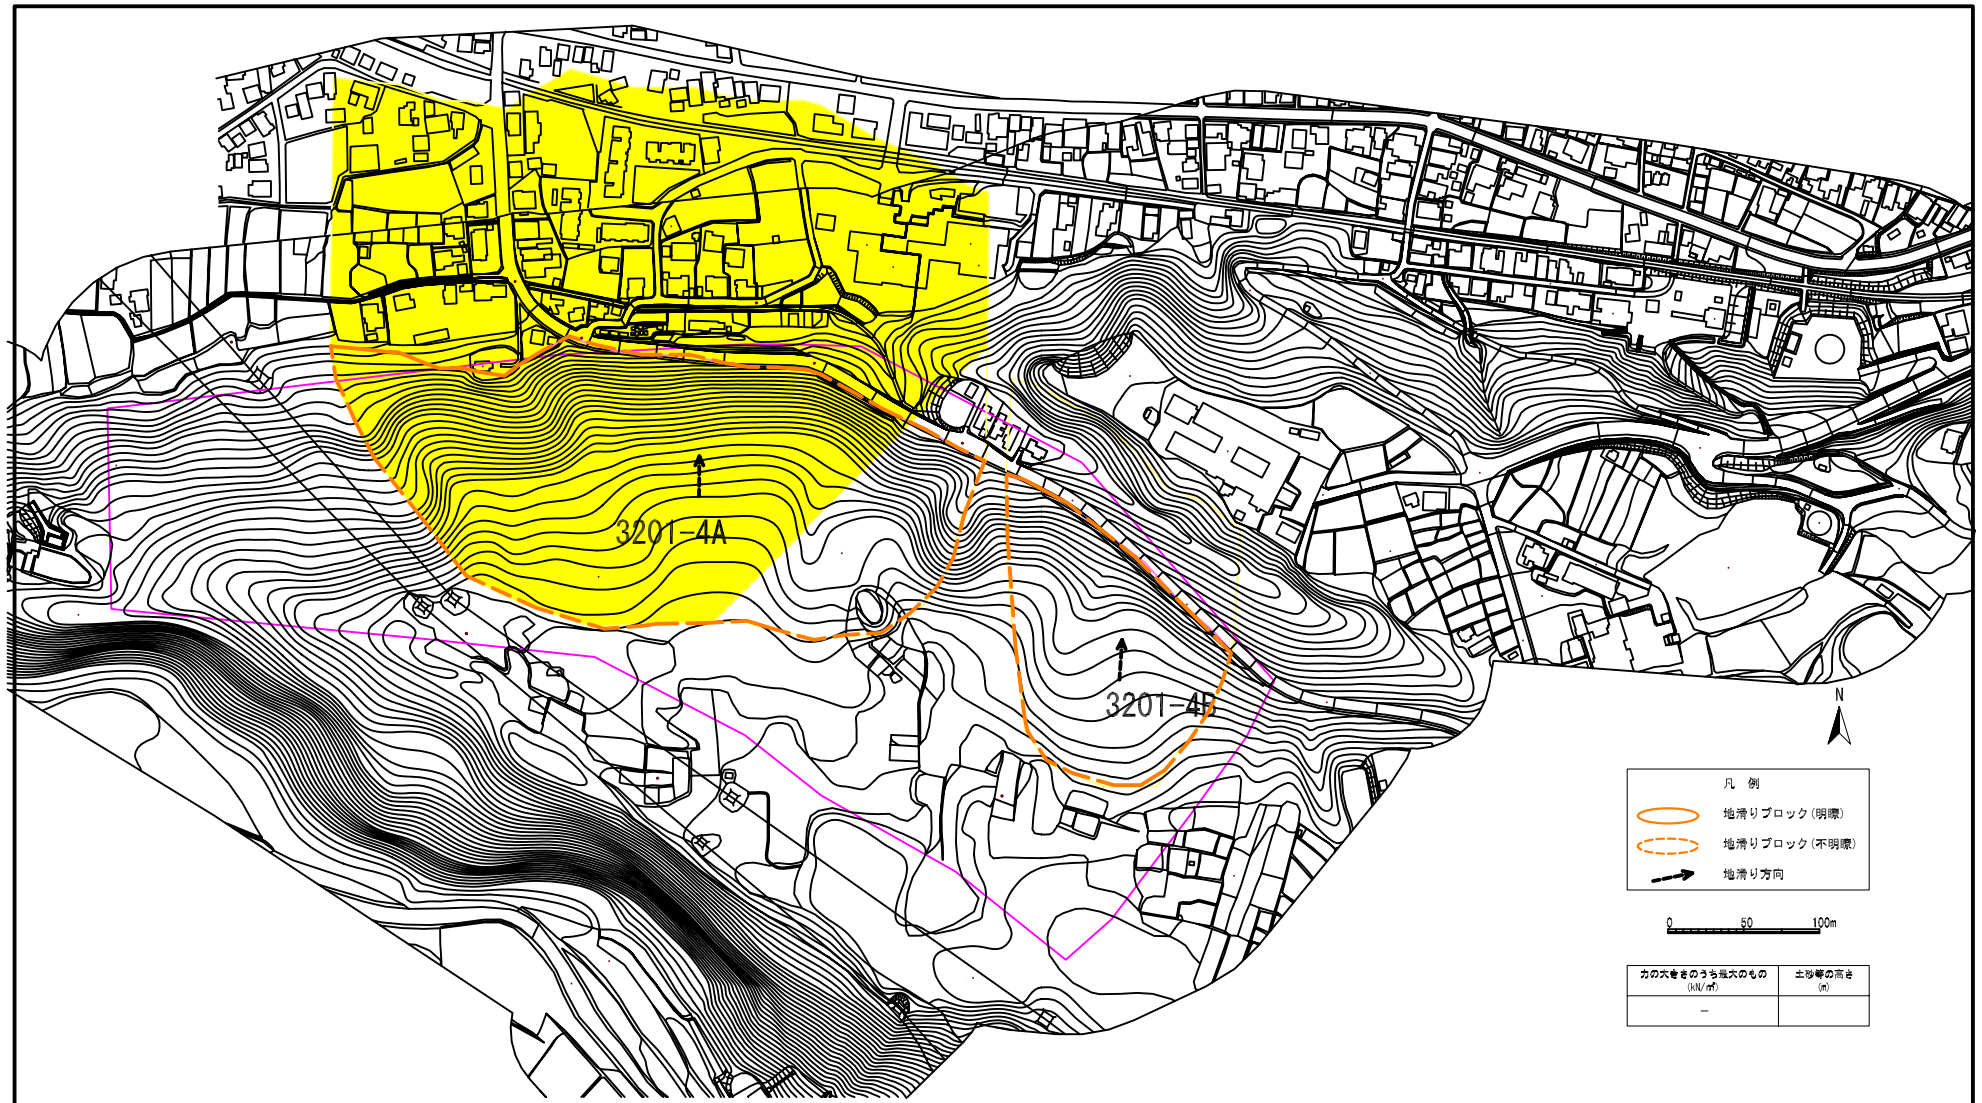 3201-4A
3201-4B
N
凡 例
地滑りブロック(明瞭)
地滑りブロック(不明瞭)
地滑り方向
0 50 100m
力の大きさのうち最大のもの
(kN/㎡)
土砂等の高さ
(m)
－